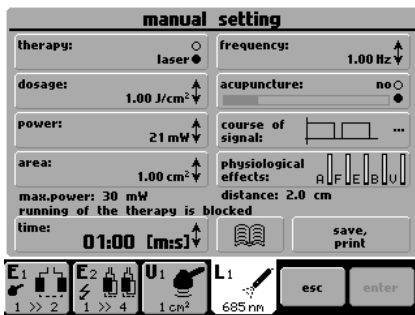 manual setting
therapy:
laser
frequency:
1.00 Hz
dosage:
1.00 J/cm²
acupuncture:
no
power:
21 mW
course of
signal:
...
area:
1.00 cm²
physiological
effects:
A F E B U
max.power: 30 mW
distance: 2.0 cm
running of the therapy is blocked
time:
01:00 [m:s]
save,
print
E1
1 >> 2
E2
1 >> 4
U1
1 cm²
L1
685 nm
esc
enter